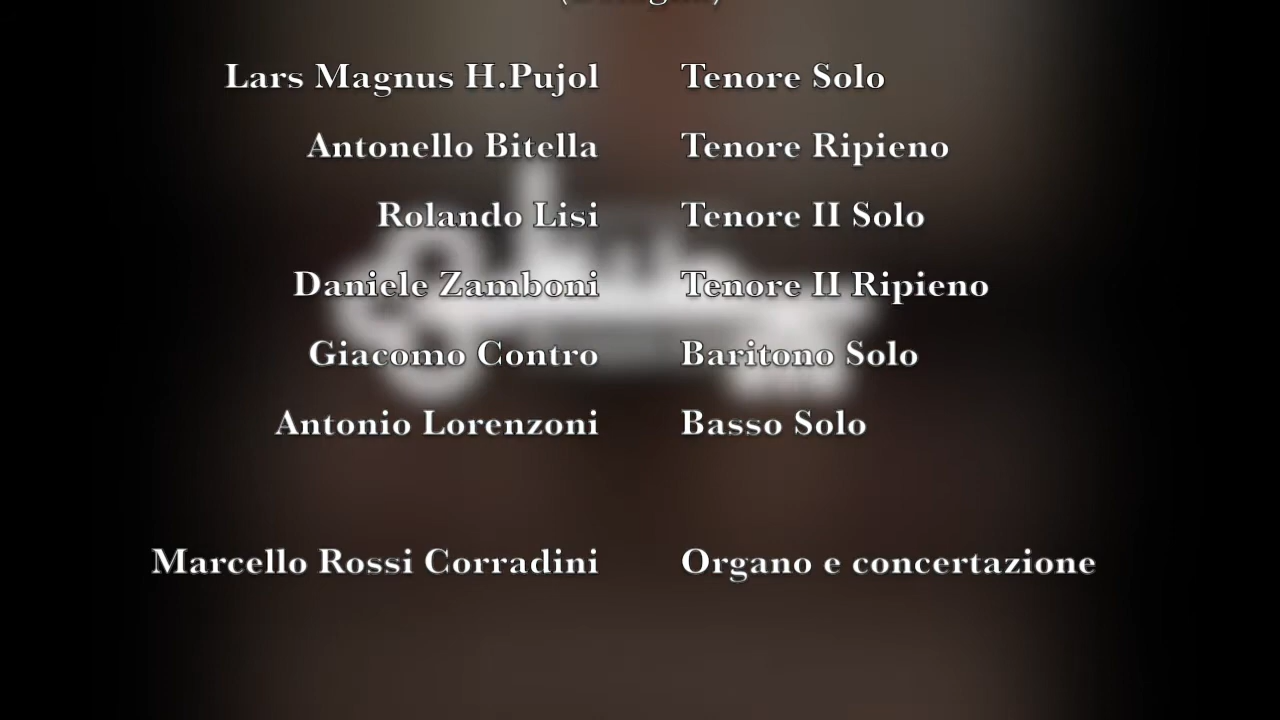 Lars Magnus H.Pujol Tenore Solo
Antonello Bitella Tenore Ripieno
Rolando Lisi Tenore II Solo
Daniele Zamboni Tenore II Ripieno
Giacomo Contro Baritono Solo
Antonio Lorenzoni Basso Solo
Marcello Rossi Corradini Organo e concertazione